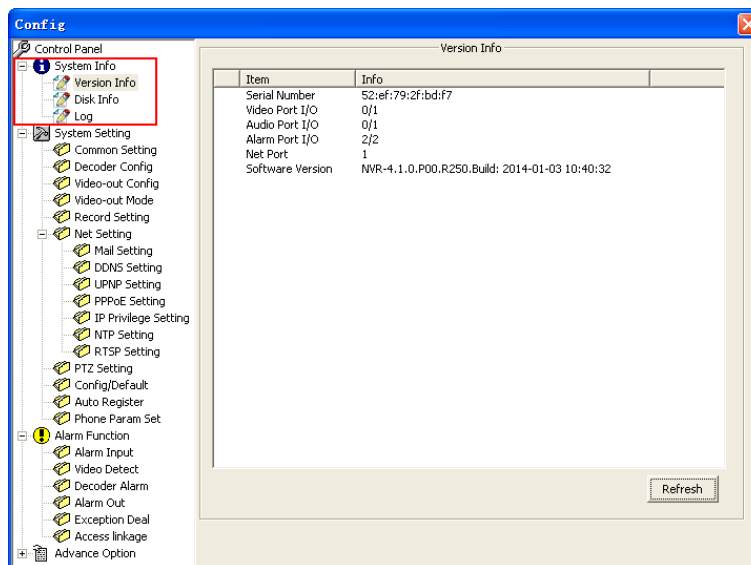 Config
Control Panel
System Info
Version Info
Disk Info
Log
System Setting
Common Setting
Decoder Config
Video-out Config
Video-out Mode
Record Setting
Net Setting
Mail Setting
DDNS Setting
UPNP Setting
PPPoE Setting
IP Privilege Setting
NTP Setting
RTSP Setting
PTZ Setting
Config/Default
Auto Register
Phone Param Set
Alarm Function
Alarm Input
Video Detect
Decoder Alarm
Alarm Out
Exception Deal
Access linkage
Advance Option
Version Info
Item Info
Serial Number 52:ef:79:2f:bd:f7
Video Port I/O 0/1
Audio Port I/O 0/1
Alarm Port I/O 2/2
Net Port 1
Software Version NVR-4.1.0.P00.R250.Build: 2014-01-03 10:40:32
Refresh